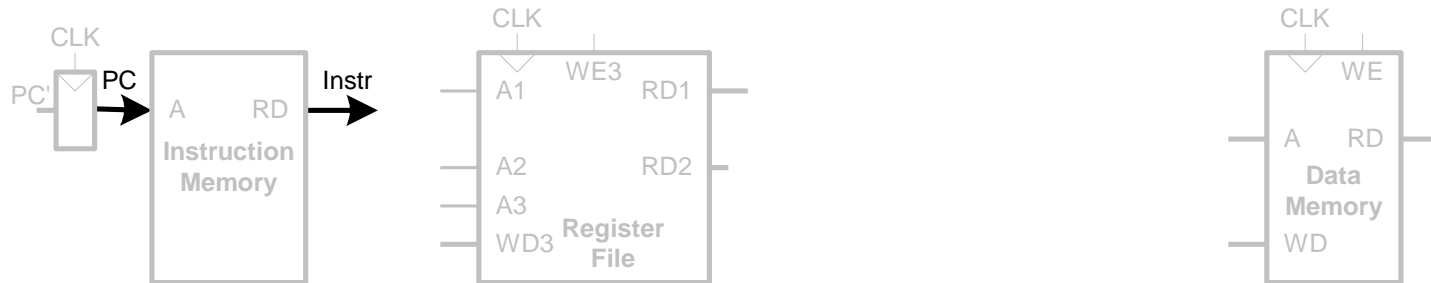 CLK
PC'
PC
A
RD
Instruction
Memory
Instr
CLK
WE3
A1
RD1
A2
RD2
A3
WD3
Register
File
CLK
WE
A
RD
Data
Memory
WD